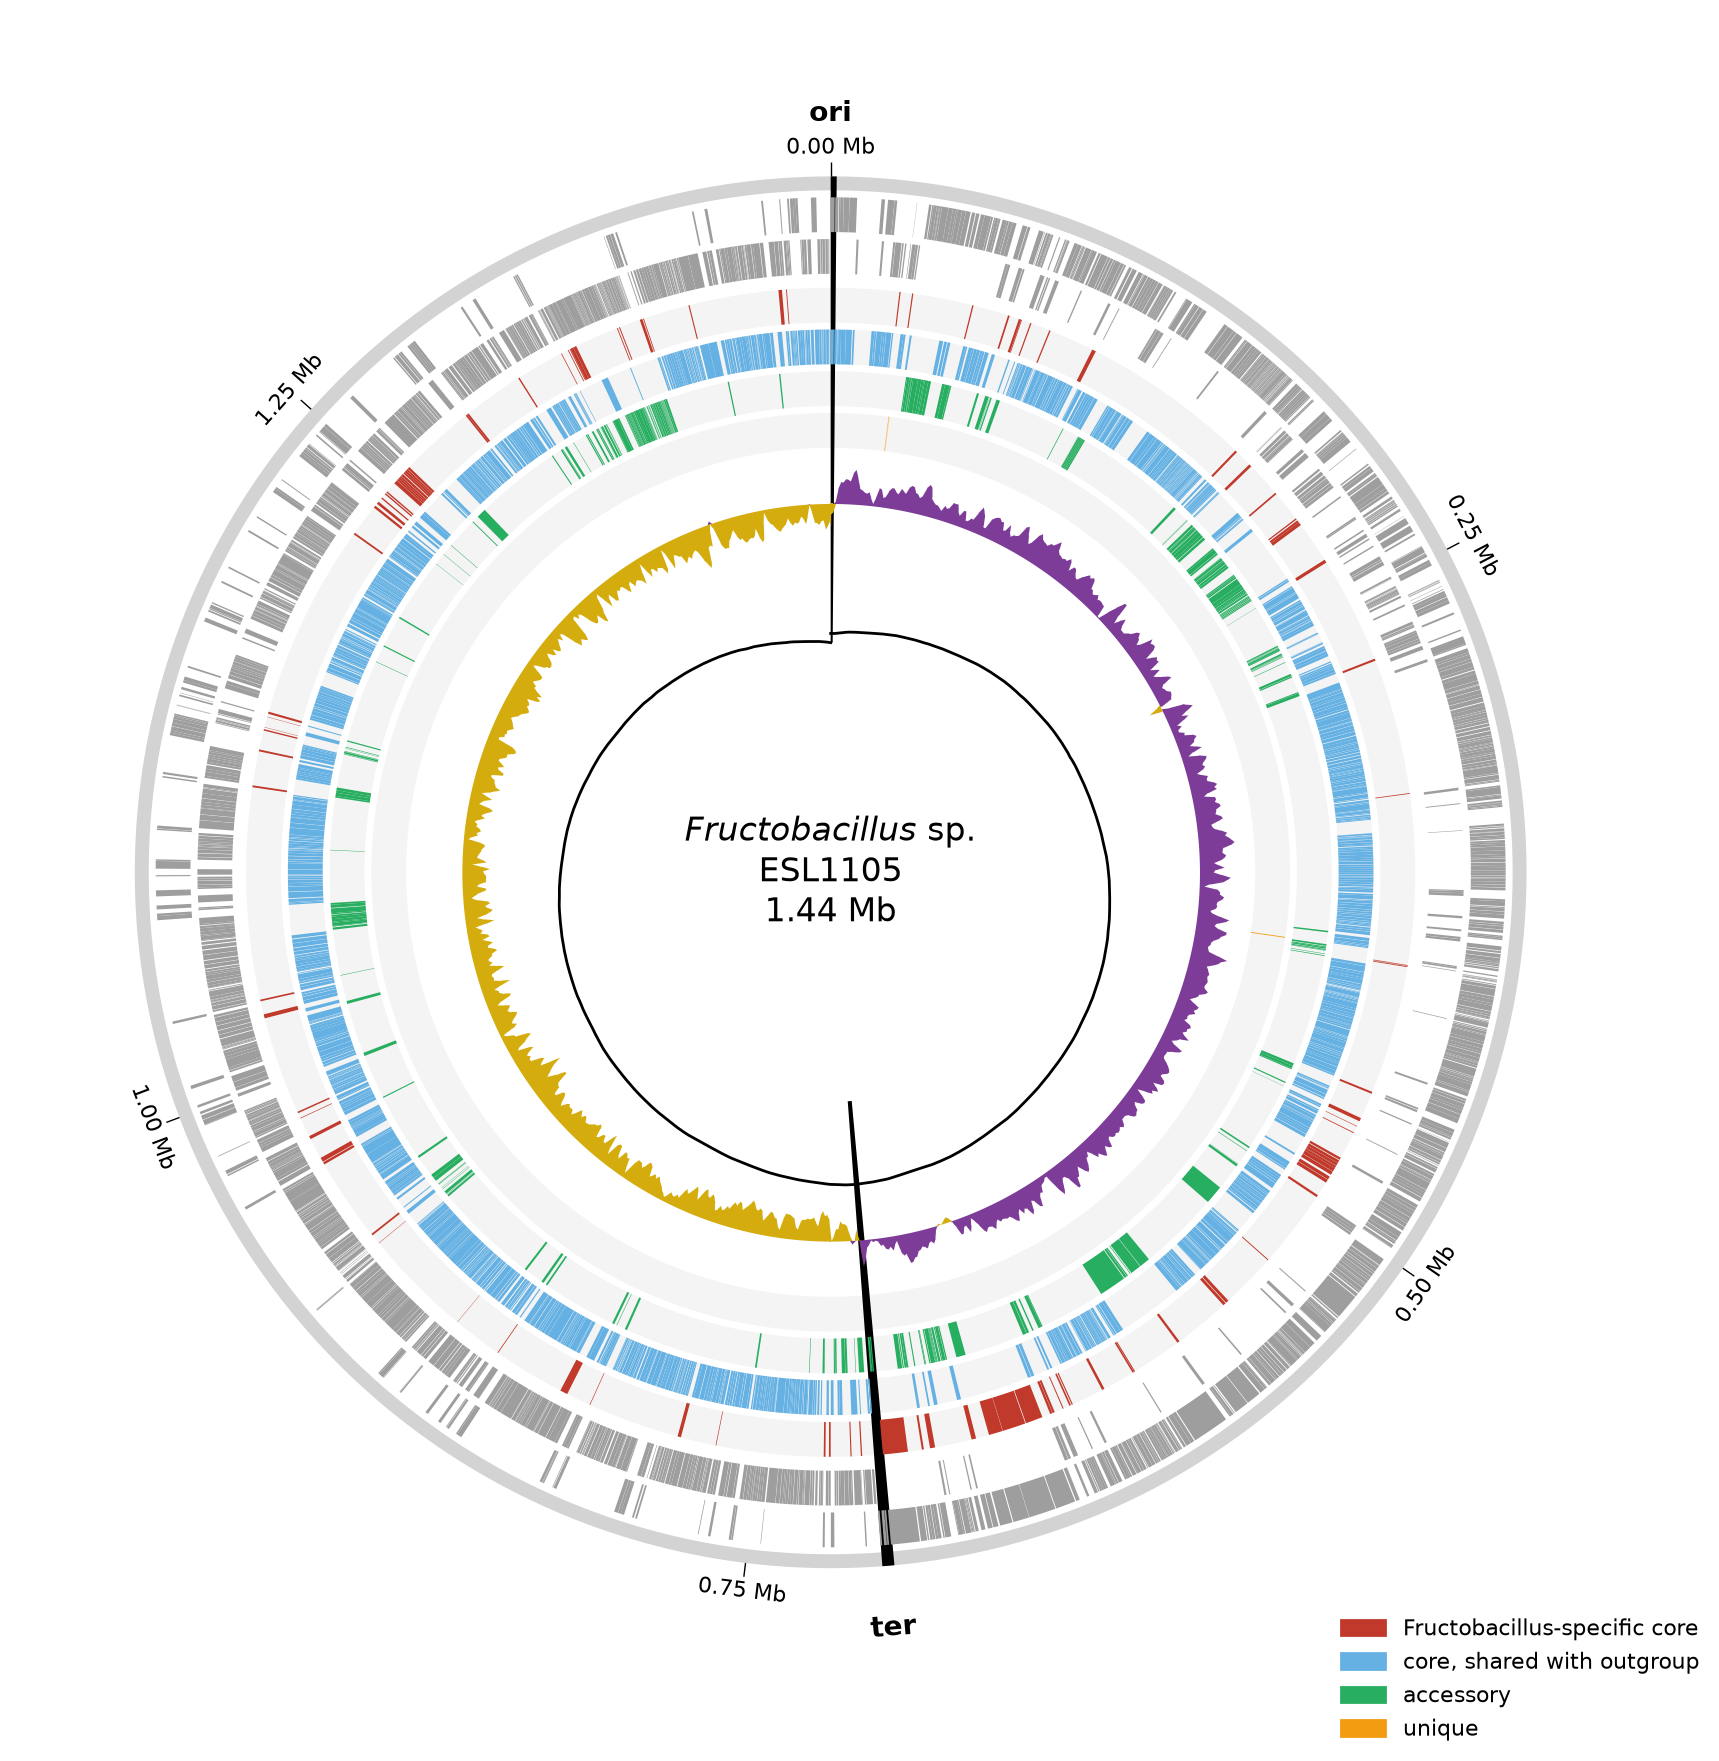 ori
0.00 Mb
1.25 Mb
0.25 Mb
Fructobacillus sp.
ESL1105
1.44 Mb
1.00 Mb
0.50 Mb
0.75 Mb
ter
Fructobacillus-specific core
core, shared with outgroup
accessory
unique